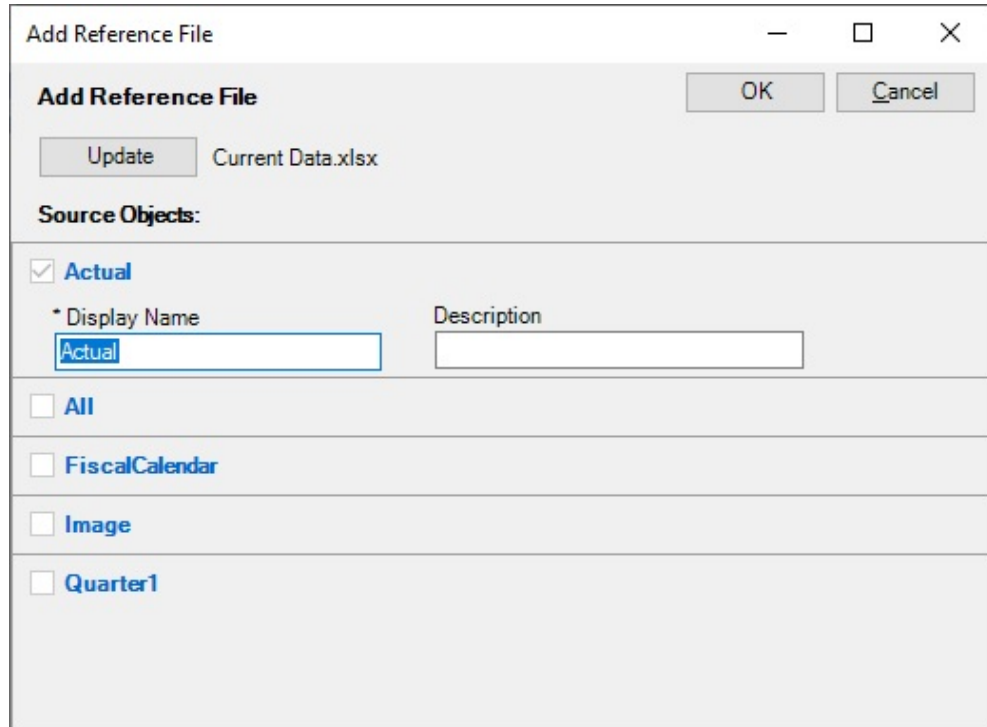 Add Reference File
Add Reference File
OK
Cancel
Update
Current Data.xlsx
Source Objects:
Actual
* Display Name
Description
Actual
All
FiscalCalendar
Image
Quarter1